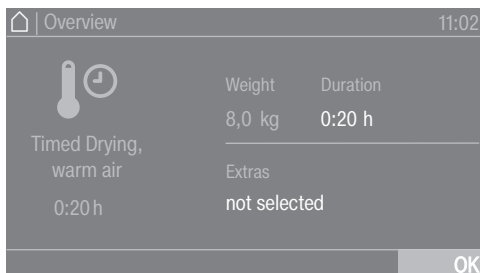 Overview 11:02
Weight Duration
8,0 kg 0:20 h
Timed Drying,
warm air
0:20 h
Extras
not selected
OK